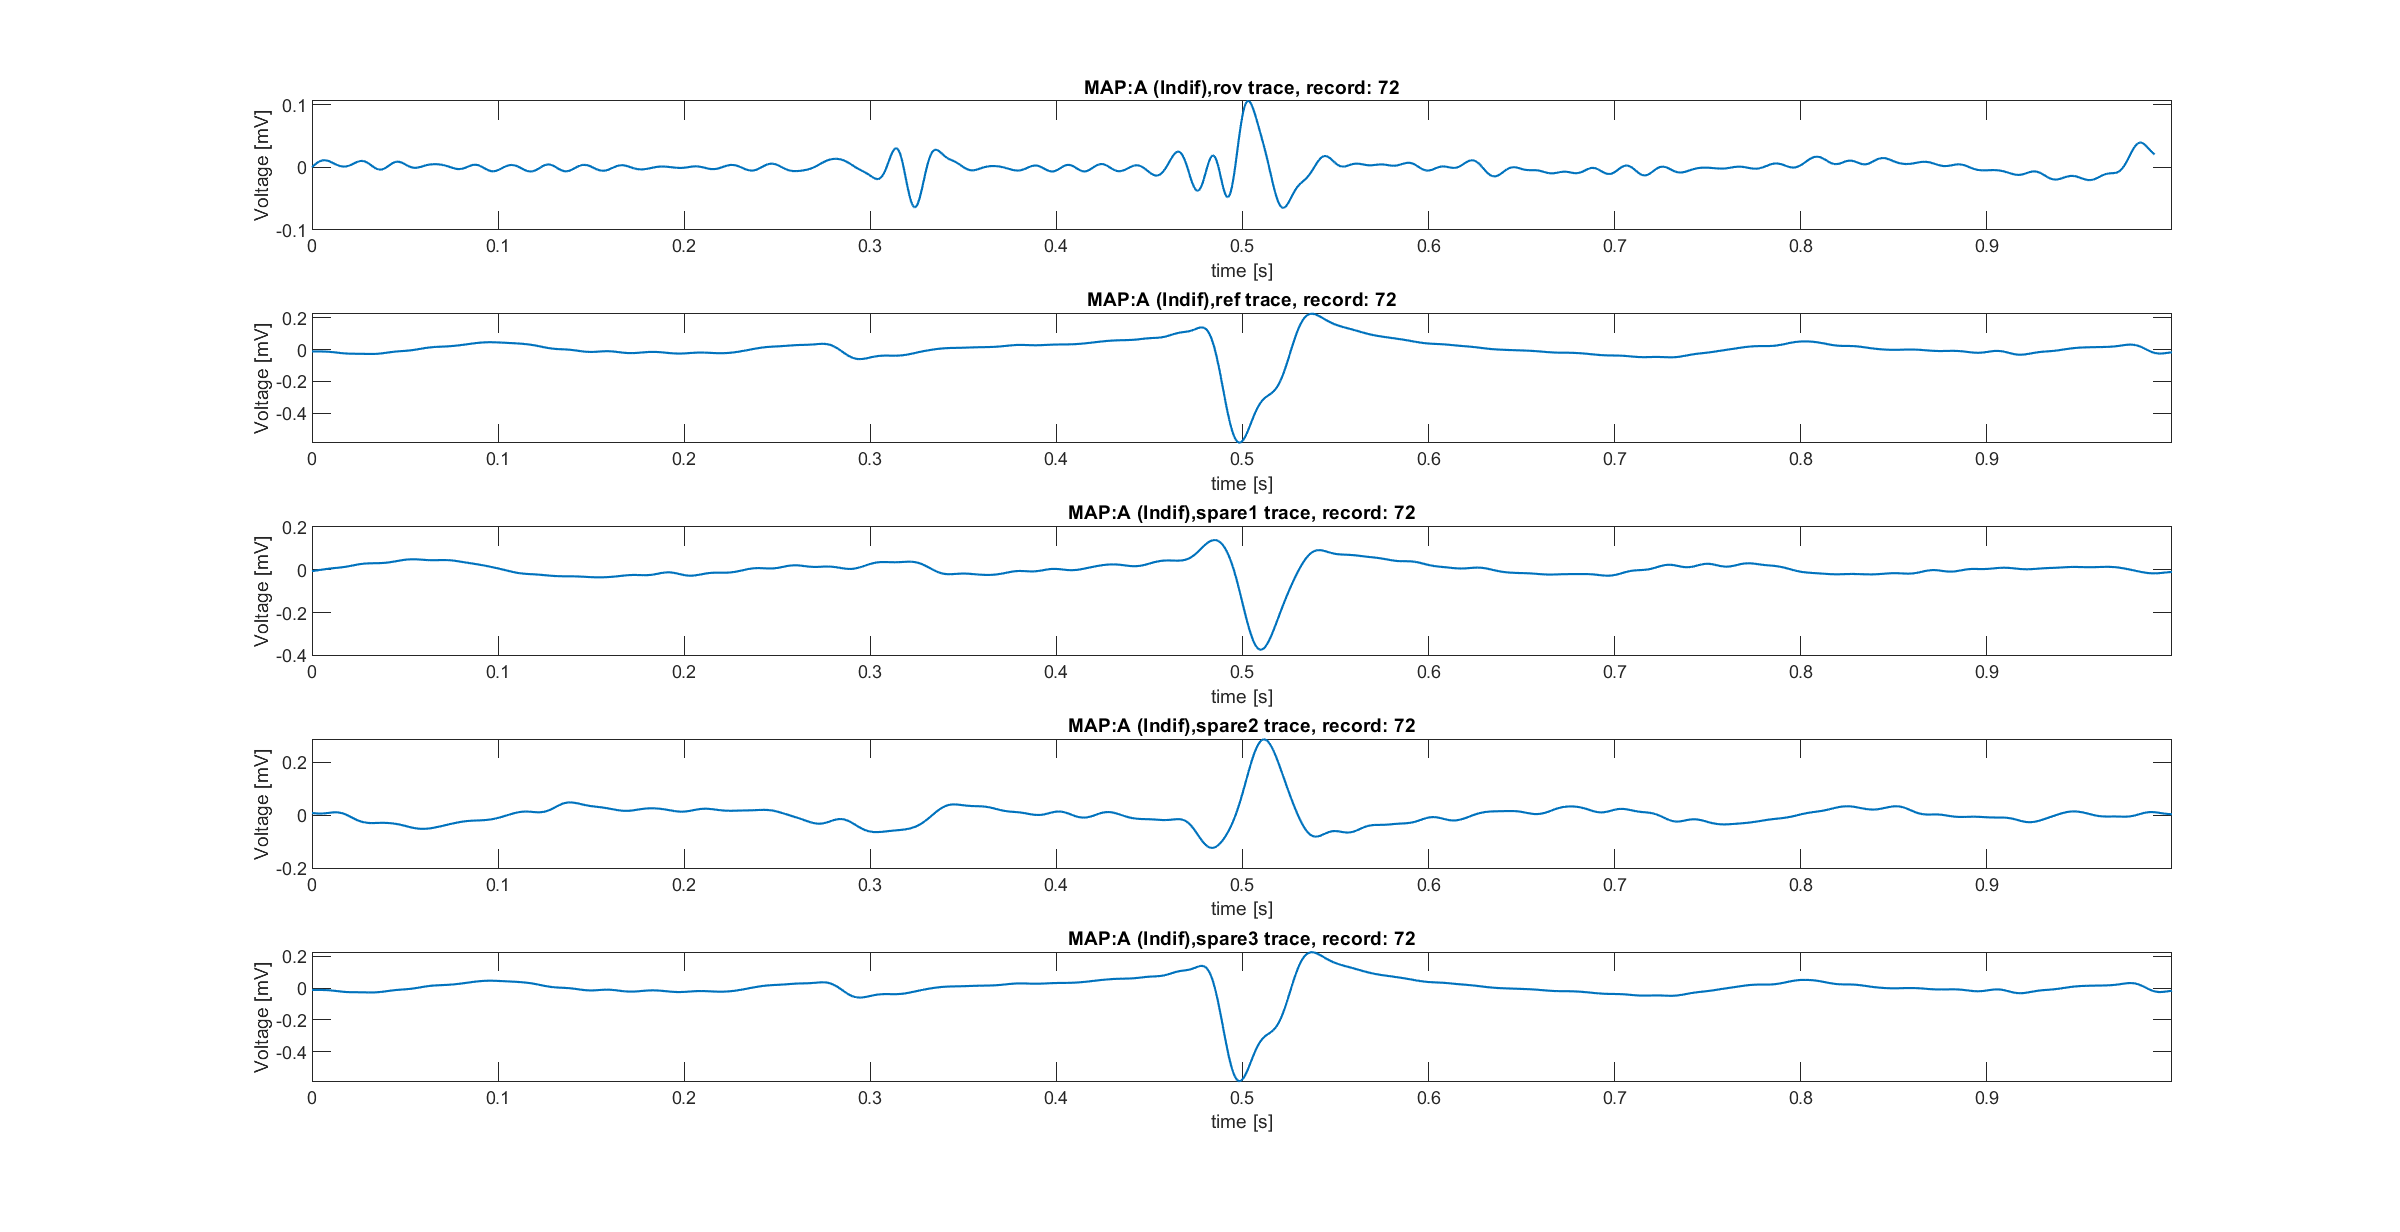 MAP:A (Indif),rov trace, record: 72
Voltage [mV]
0.1
0
-0.1
0 0.1 0.2 0.3 0.4 0.5 0.6 0.7 0.8 0.9
time [s]
MAP:A (Indif),ref trace, record: 72
Voltage [mV]
0.2
0
-0.2
-0.4
0 0.1 0.2 0.3 0.4 0.5 0.6 0.7 0.8 0.9
time [s]
MAP:A (Indif),spare1 trace, record: 72
Voltage [mV]
0.2
0
-0.2
-0.4
0 0.1 0.2 0.3 0.4 0.5 0.6 0.7 0.8 0.9
time [s]
MAP:A (Indif),spare2 trace, record: 72
Voltage [mV]
0.2
0
-0.2
0 0.1 0.2 0.3 0.4 0.5 0.6 0.7 0.8 0.9
time [s]
MAP:A (Indif),spare3 trace, record: 72
Voltage [mV]
0.2
0
-0.2
-0.4
0 0.1 0.2 0.3 0.4 0.5 0.6 0.7 0.8 0.9
time [s]